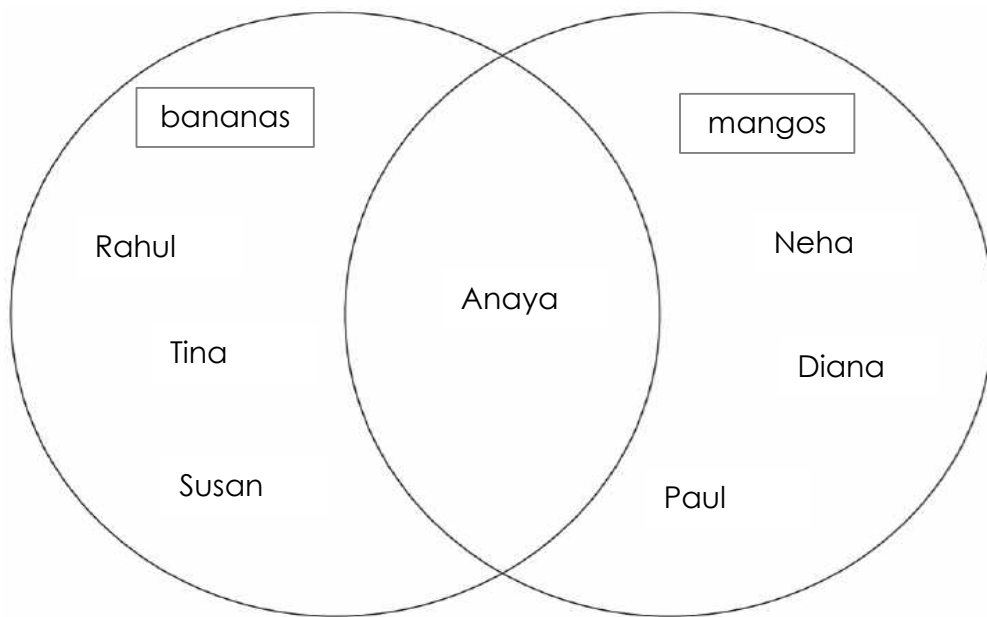 bananas
mangos
Rahul
Neha
Anaya
Tina
Diana
Susan
Paul